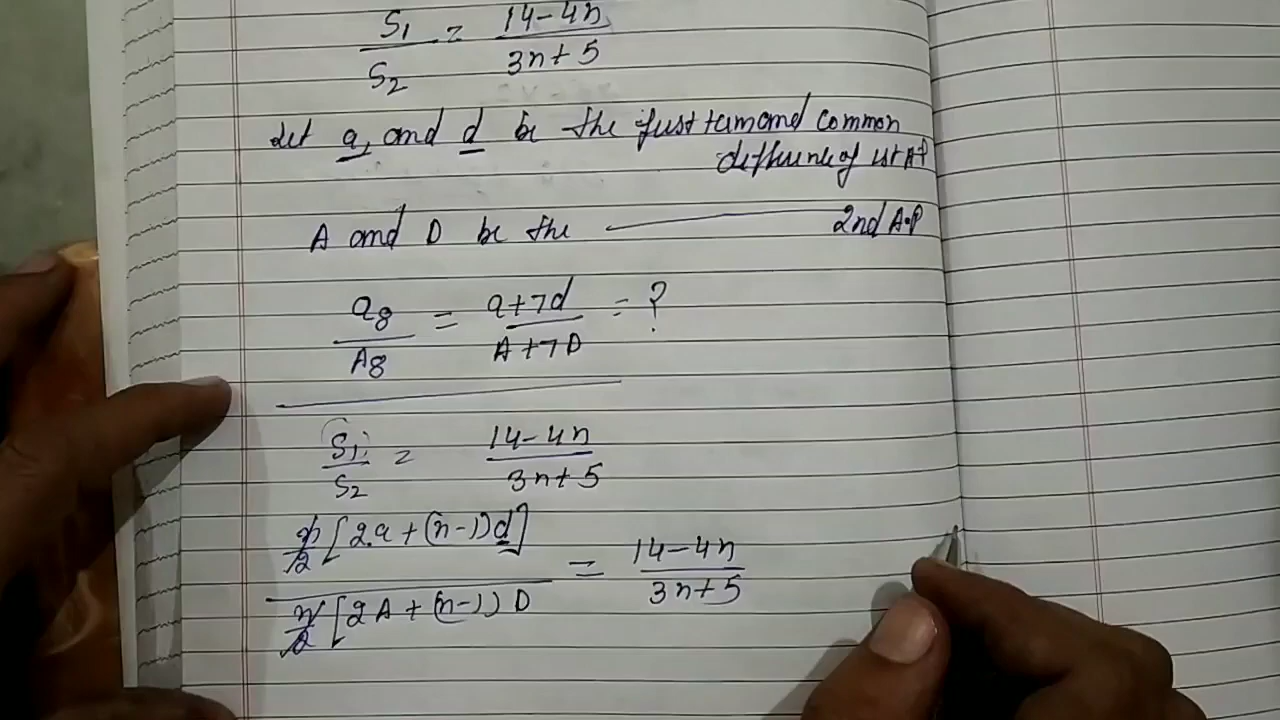 S₁/S₂ = 14-4n/3n+5
Let a, and d be the first term and common
difference of 1st A.P
A and D be the ——— 2nd A.P
a₈/A₈ = a+7d/A+7D = ?
S₁/S₂ = 14-4n/3n+5
n/2[2a+(n-1)d]/n/2[2A+(n-1)D = 14-4n/3n+5